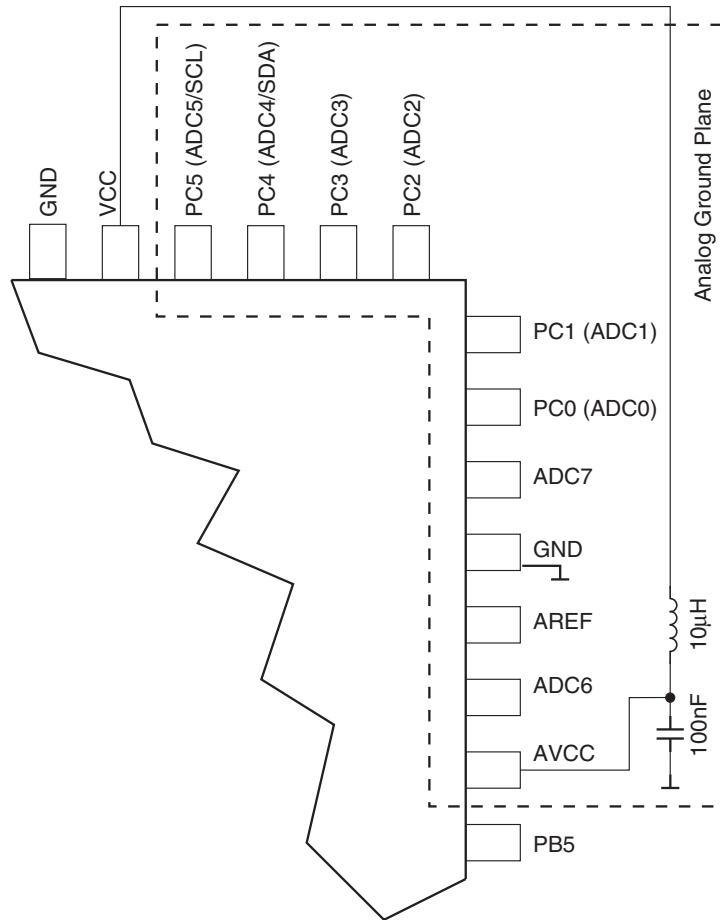 GND
VCC
PC5 (ADC5/SCL)
PC4 (ADC4/SDA)
PC3 (ADC3)
PC2 (ADC2)
Analog Ground Plane
PC1 (ADC1)
PC0 (ADC0)
ADC7
GND
AREF
ADC6
AVCC
PB5
10μH
100nF